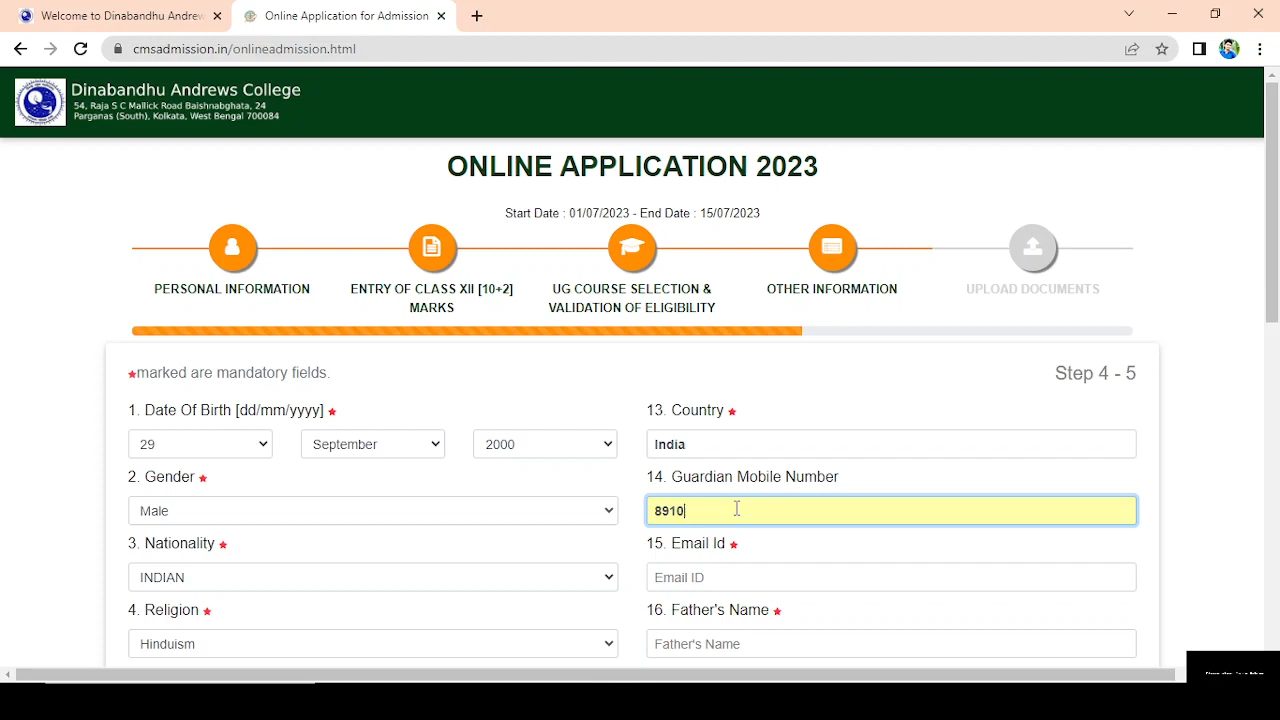 Welcome to Dinabandhu Andrew
Online Application for Admission
cmsadmission.in/onlineadmission.html
Dinabandhu Andrews College
54, Raja S C Mallick Road Baishnabghata, 24
Parganas (South), Kolkata, West Bengal 700084
ONLINE APPLICATION 2023
Start Date : 01/07/2023 - End Date : 15/07/2023
PERSONAL INFORMATION
ENTRY OF CLASS XII [10+2]
MARKS
UG COURSE SELECTION &
VALIDATION OF ELIGIBILITY
OTHER INFORMATION
UPLOAD DOCUMENTS
marked are mandatory fields.
Step 4 - 5
1. Date Of Birth [dd/mm/yyyy]
29
September
2000
2. Gender
Male
3. Nationality
INDIAN
4. Religion
Hinduism
13. Country
India
14. Guardian Mobile Number
8910
15. Email Id
Email ID
16. Father's Name
Father's Name